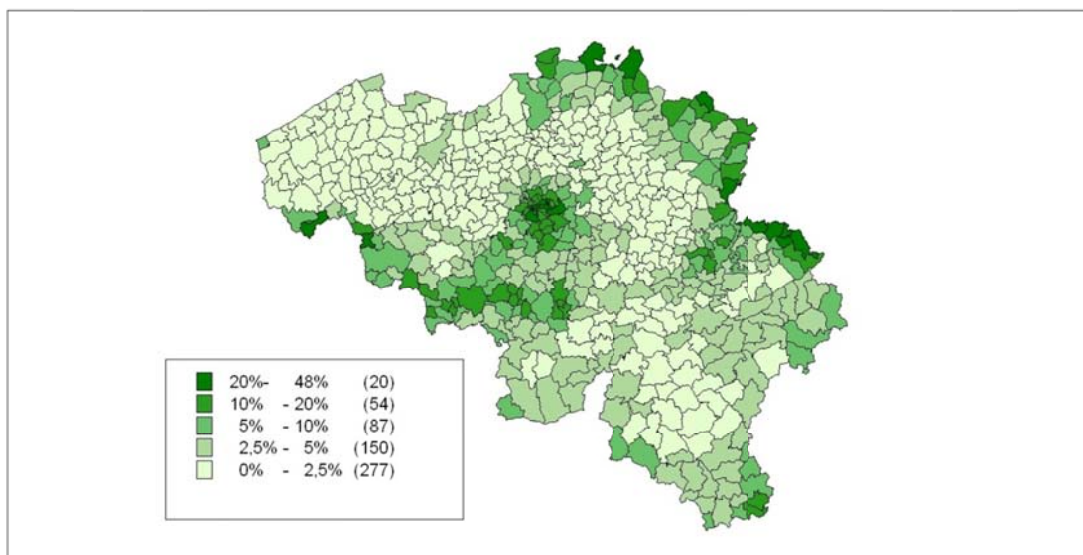 20%- 48% (20)
10% - 20% (54)
5% - 10% (87)
2,5% - 5% (150)
0% - 2,5% (277)